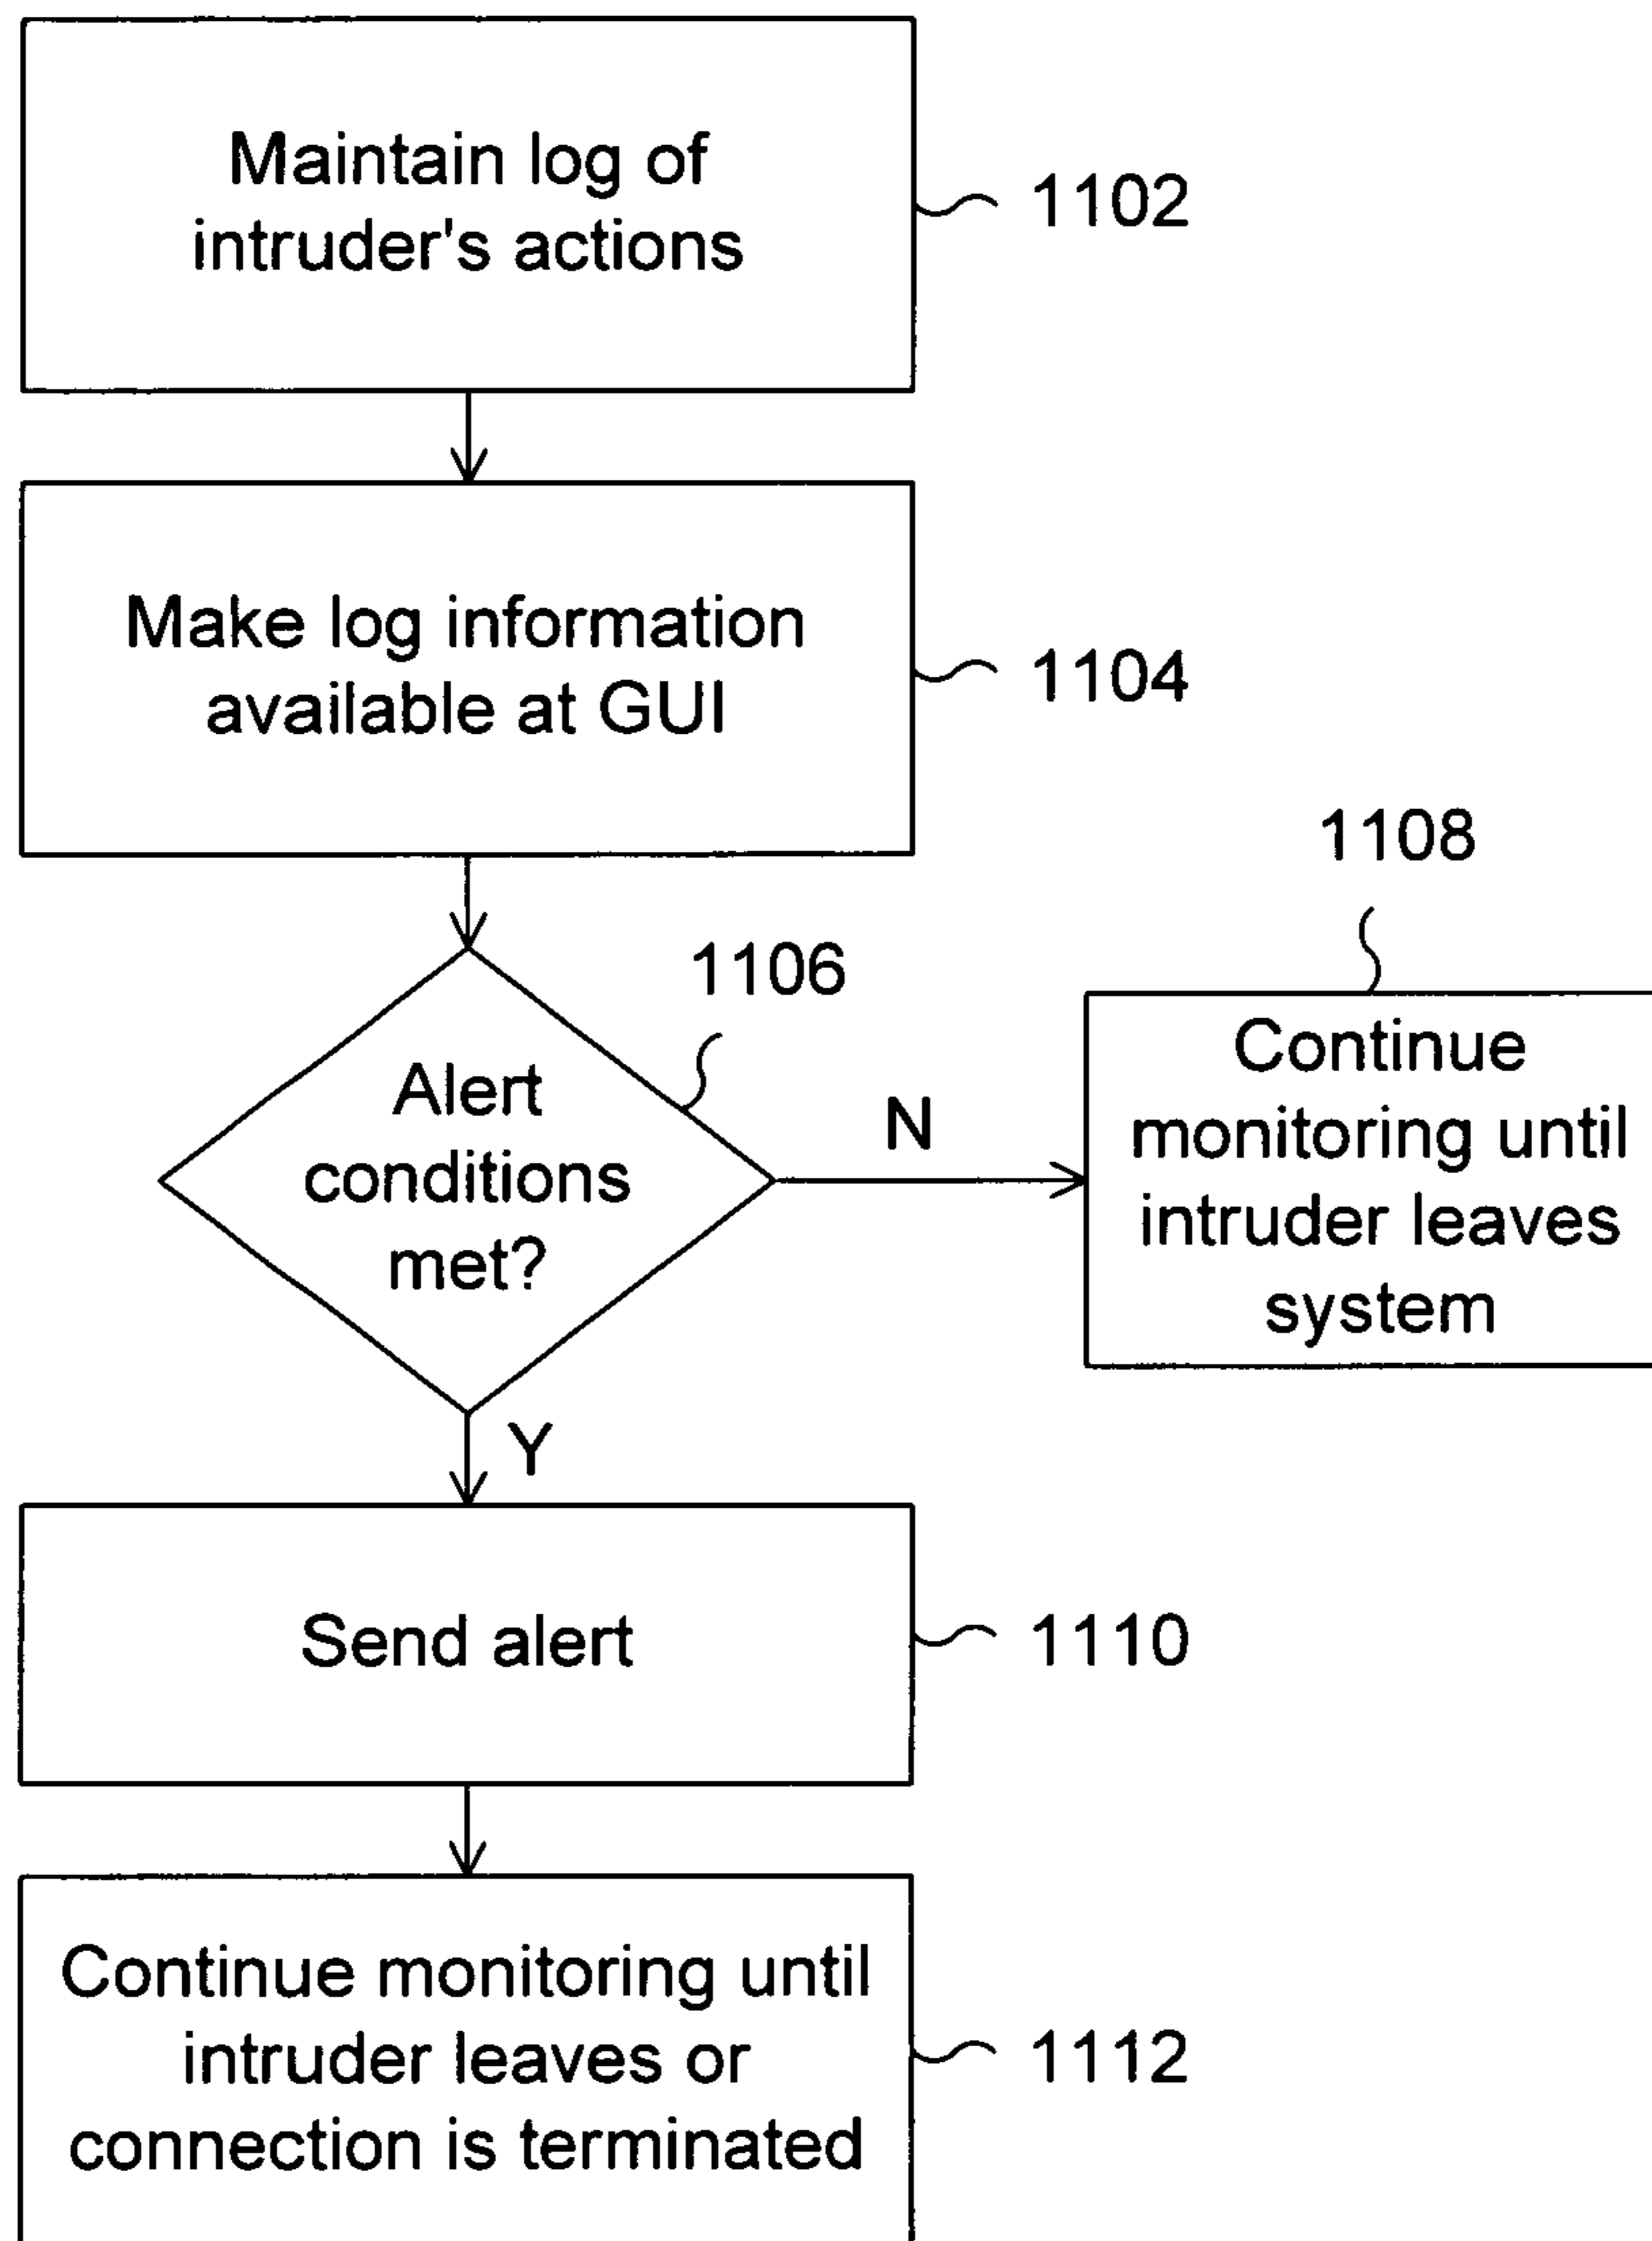 Maintain log of
intruder's actions
1102
Make log information
available at GUI
1104
1106
Alert
conditions
met?
N
1108
Continue
monitoring until
intruder leaves
system
Y
Send alert
1110
Continue monitoring until
intruder leaves or
connection is terminated
1112